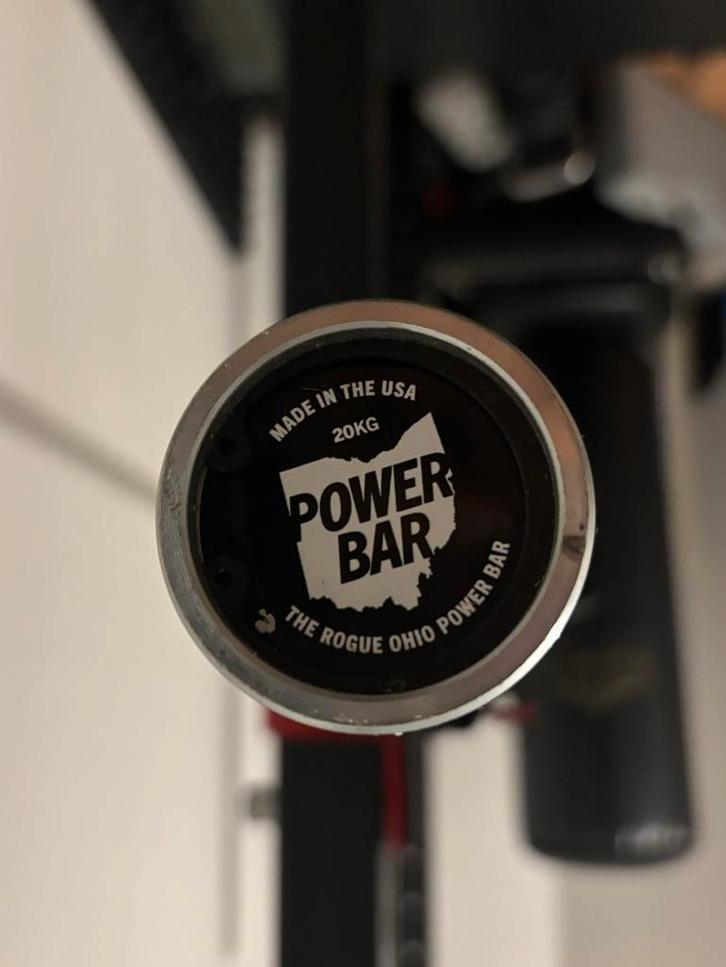 MADE IN THE USA
20KG
POWER
BAR
THE ROGUE OHIO POWER BAR